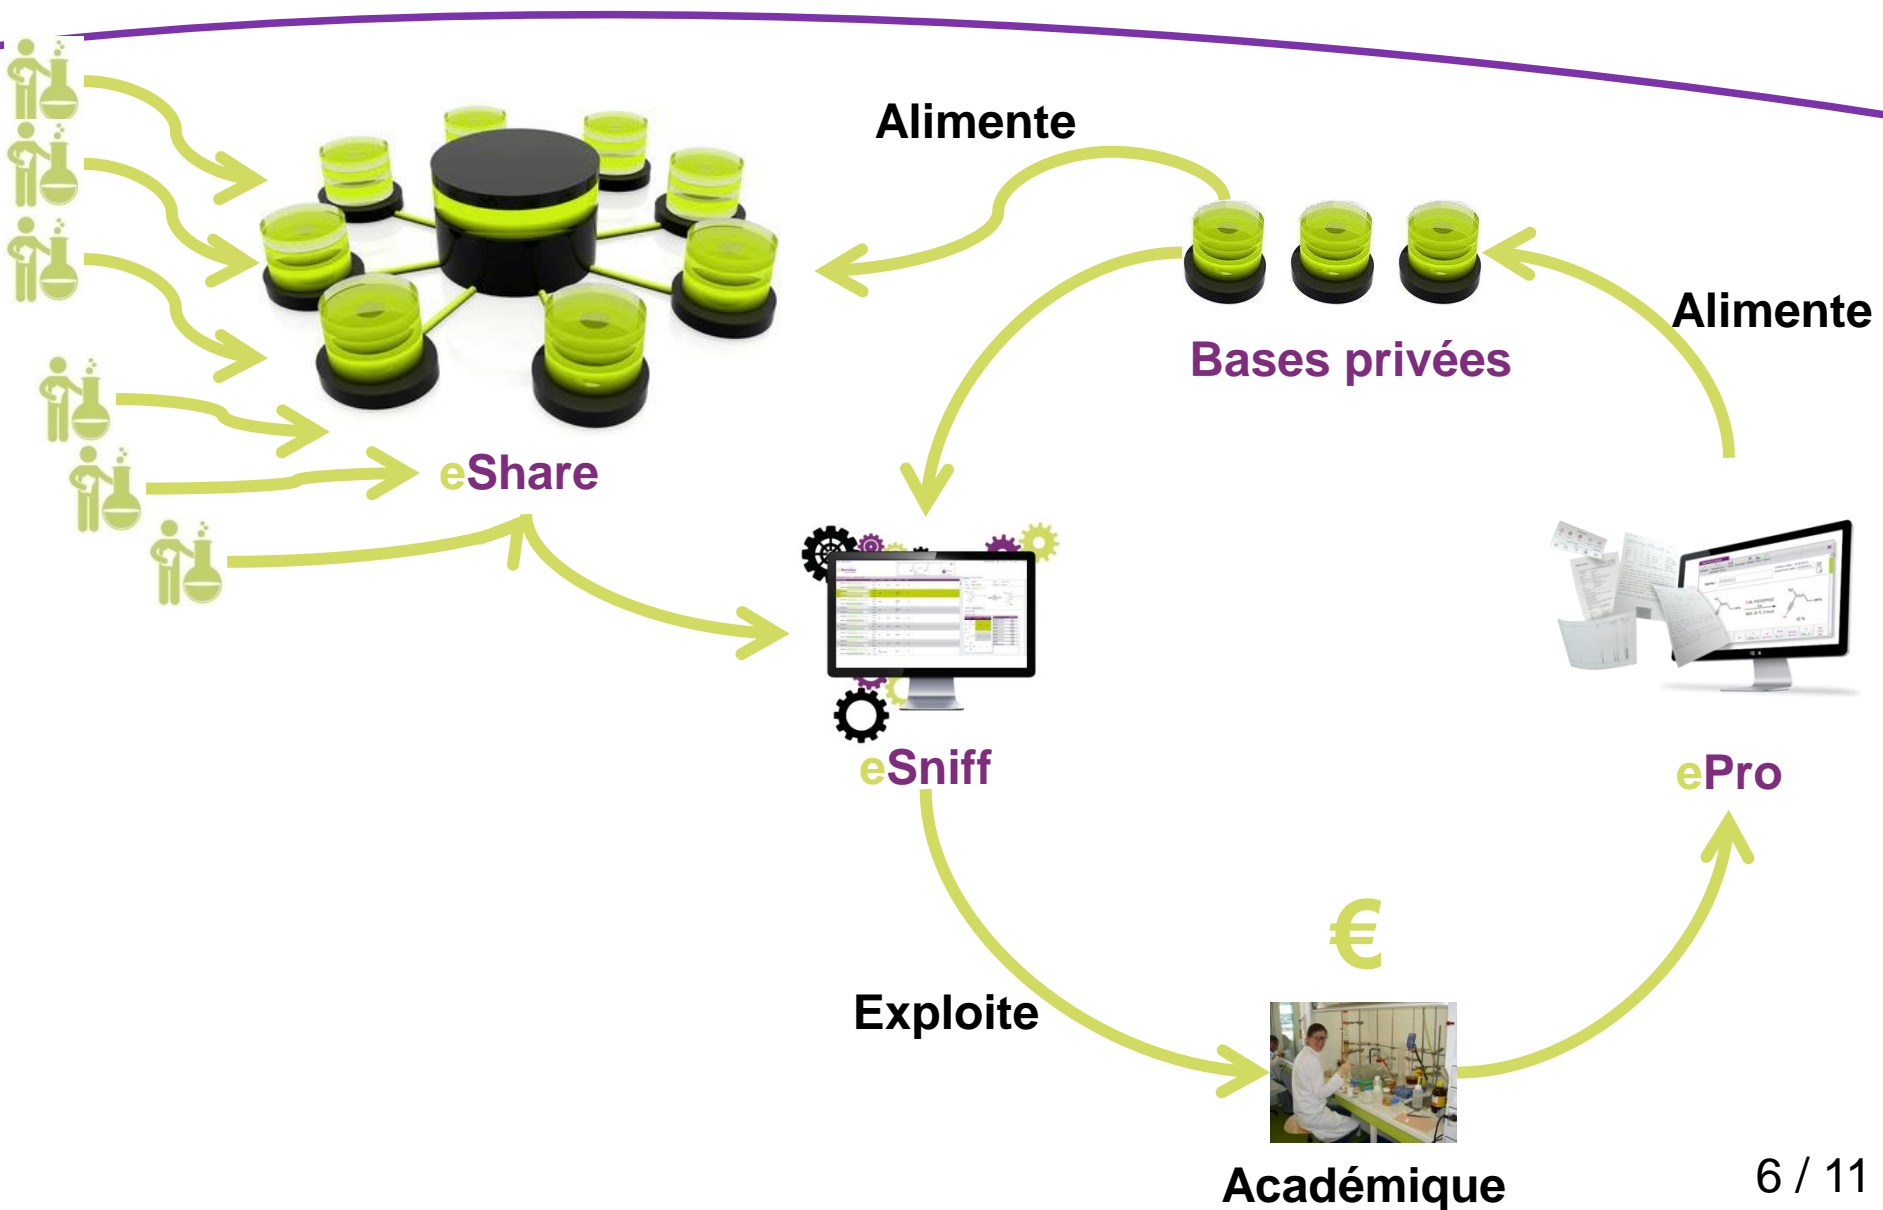 Alimente
Alimente
Bases privées
eShare
eSniff
ePro
€
Exploite
Académique
6 / 11